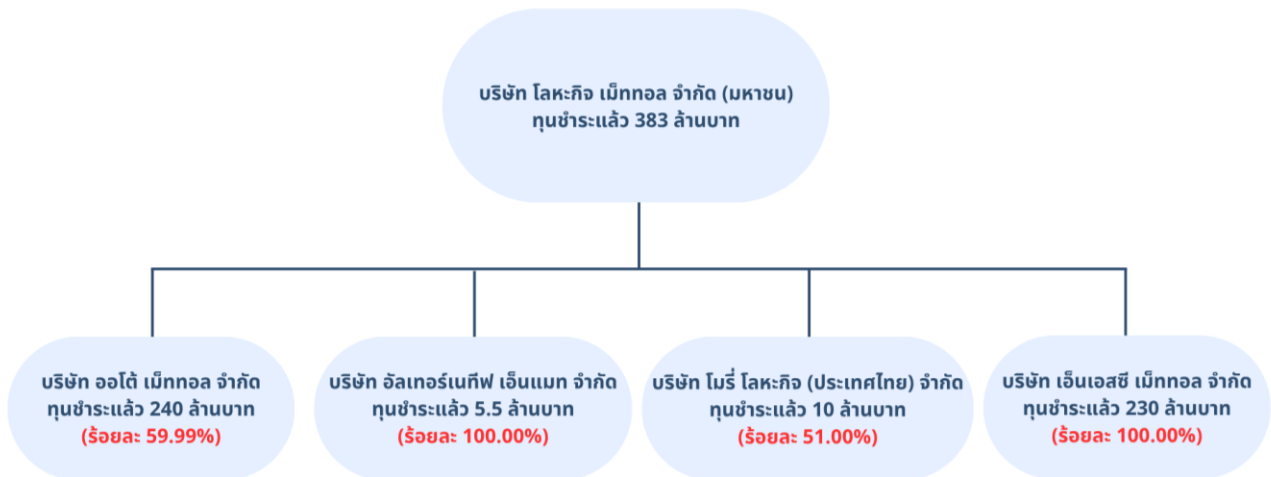 บริษัท โลหะกิจ เม็ททอล จำกัด (มหาชน)
ทุนชำระแล้ว 383 ล้านบาท
บริษัท ออโต้ เม็ททอล จำกัด
ทุนชำระแล้ว 240 ล้านบาท
(ร้อยละ 59.99%)
บริษัท อัลเทอร์เนทีฟ เอ็นแมท จำกัด
ทุนชำระแล้ว 5.5 ล้านบาท
(ร้อยละ 100.00%)
บริษัท โมรี่ โลหะกิจ (ประเทศไทย) จำกัด
ทุนชำระแล้ว 10 ล้านบาท
(ร้อยละ 51.00%)
บริษัท เอ็นเอสซี เม็ททอล จำกัด
ทุนชำระแล้ว 230 ล้านบาท
(ร้อยละ 100.00%)